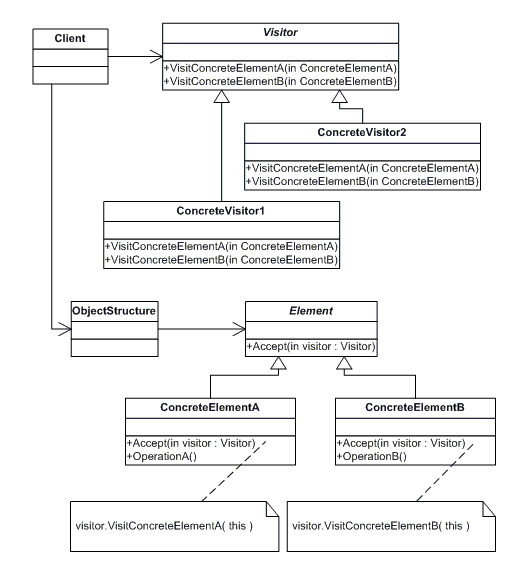 Client
Visitor
+VisitConcreteElementA(in ConcreteElementA)
+VisitConcreteElementB(in ConcreteElementB)
ConcreteVisitor2
+VisitConcreteElementA(in ConcreteElementA)
+VisitConcreteElementB(in ConcreteElementB)
ConcreteVisitor1
+VisitConcreteElementA(in ConcreteElementA)
+VisitConcreteElementB(in ConcreteElementB)
ObjectStructure
Element
+Accept(in visitor : Visitor)
ConcreteElementA
+Accept(in visitor : Visitor)
+OperationA()
ConcreteElementB
+Accept(in visitor : Visitor)
+OperationB()
visitor.VisitConcreteElementA( this )
visitor.VisitConcreteElementB( this )